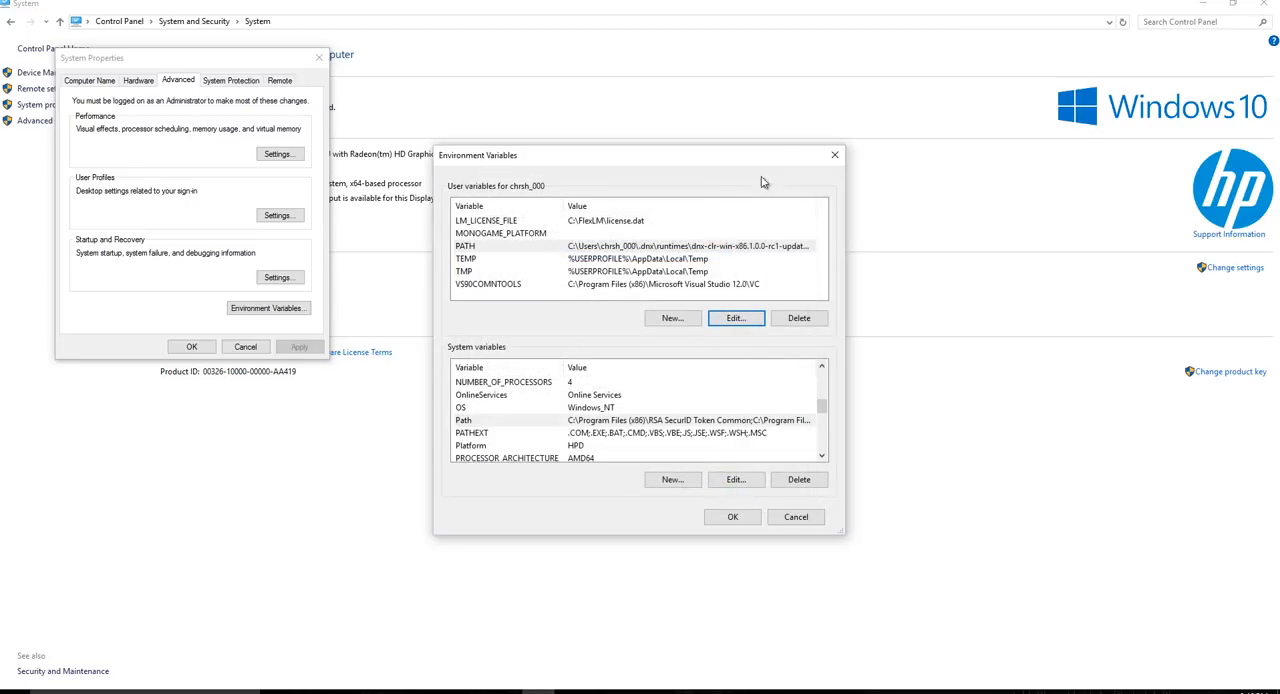 System
Control Panel
System and Security
System
Search Control Panel
Control Pa
System Properties
puter
Device Ma
Computer Name
Hardware
Advanced
System Protection
Remote
Remote se
You must be logged on as an Administrator to make most of these changes.
System pro
Performance
Windows 10
Advanced
Visual effects, processor scheduling, memory usage, and virtual memory
Settings...
with Radeon(tm) HD Graphic
User Profiles
stem, x64-based processor
Desktop settings related to your sign-in
put is available for this Display
Settings...
hp
Support Information
Startup and Recovery
System startup, system failure, and debugging information
Settings...
Change settings
Environment Variables...
OK
Cancel
Apply
are License Terms
Product ID: 00326-10000-00000-AA419
Change product key
Environment Variables
User variables for chrsh_000
Variable Value
LM_LICENSE_FILE C:\FlexLM\license.dat
MONOGAME_PLATFORM
PATH C:\Users\chrsh_000\.dnx\runtimes\dnx-clr-win-x86.1.0.0-rc1-updat...
TEMP %USERPROFILE%\AppData\Local\Temp
TMP %USERPROFILE%\AppData\Local\Temp
VS90COMNTOOLS C:\Program Files (x86)\Microsoft Visual Studio 12.0\VC
New...
Edit...
Delete
System variables
Variable Value
NUMBER_OF_PROCESSORS 4
OnlineServices Online Services
OS Windows_NT
Path C:\Program Files (x86)\RSA SecurID Token Common;C:\Program Fil...
PATHEXT .COM;.EXE;.BAT;.CMD;.VBS;.VBE;.JS;.JSE;.WSF;.WSH;.MSC
Platform HPD
PROCESSOR_ARCHITECTURE AMD64
New...
Edit...
Delete
OK
Cancel
See also
Security and Maintenance